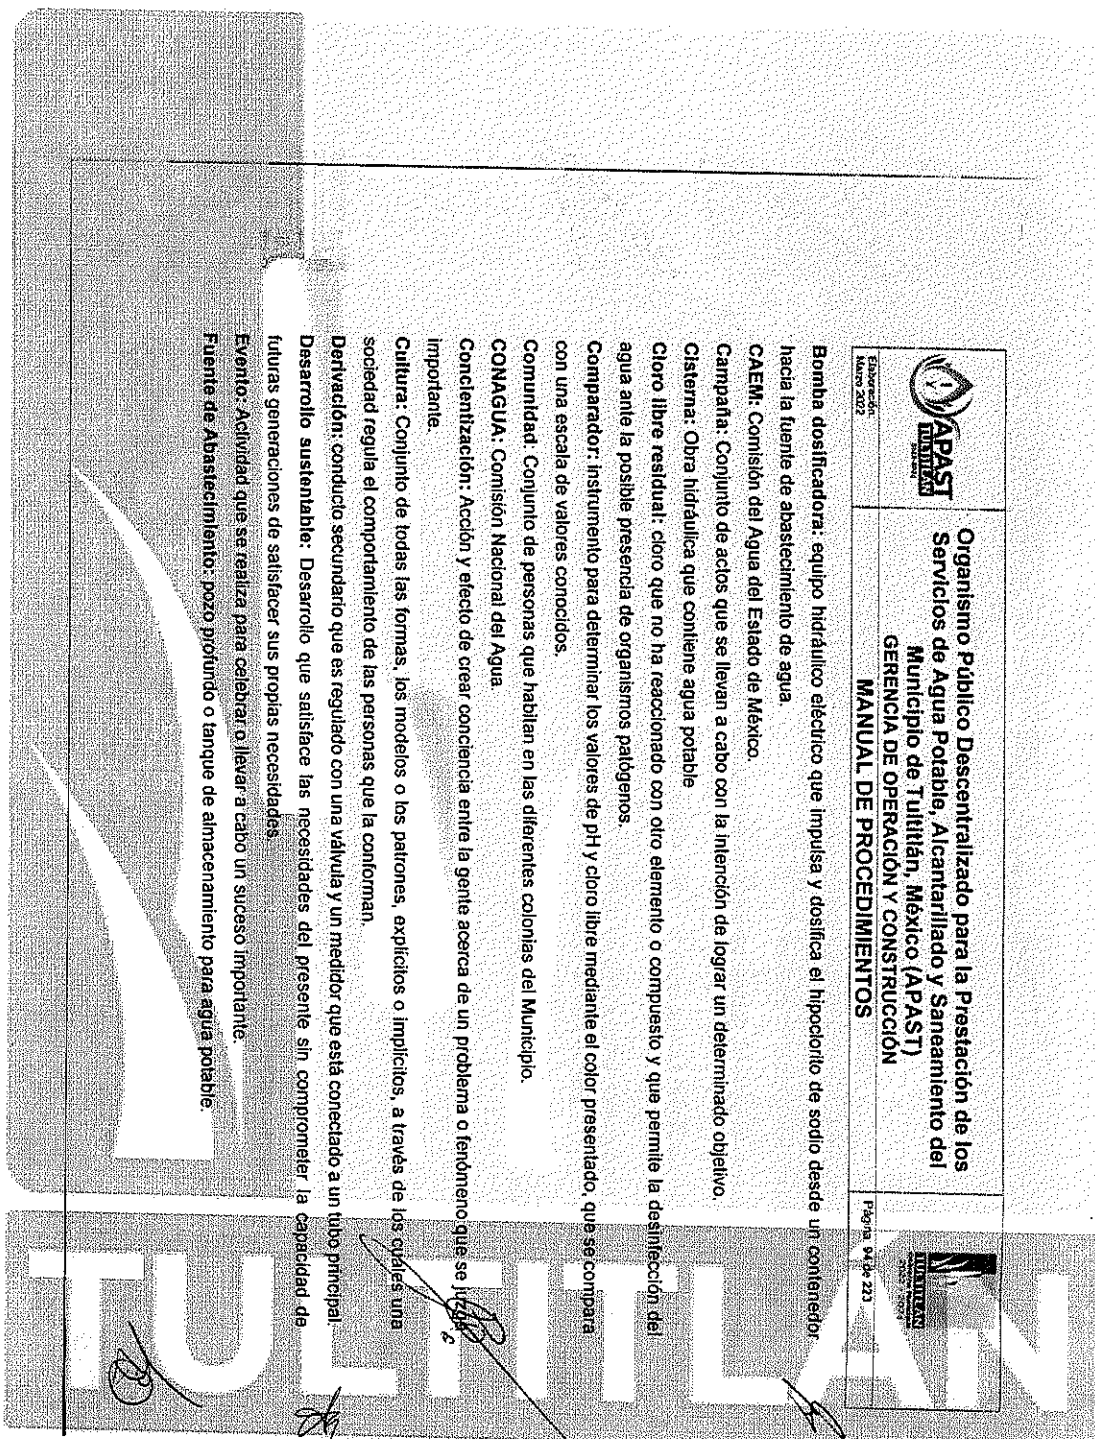 APAST
TULTITLÁN
Elaboración:
Marzo 2022
Organismo Público Descentralizado para la Prestación de los
Servicios de Agua Potable, Alcantarillado y Saneamiento del
Municipio de Tultitlán, México (APAST)
GERENCIA DE OPERACIÓN Y CONSTRUCCIÓN
MANUAL DE PROCEDIMIENTOS
TULTITLÁN
Página 94 de 223
Bomba dosificadora: equipo hidráulico eléctrico que impulsa y dosifica el hipoclorito de sodio desde un contenedor
hacia la fuente de abastecimiento de agua.
CAEM: Comisión del Agua del Estado de México.
Campaña: Conjunto de actos que se llevan a cabo con la intención de lograr un determinado objetivo.
Cisterna: Obra hidráulica que contiene agua potable
Cloro libre residual: cloro que no ha reaccionado con otro elemento o compuesto y que permite la desinfección del
agua ante la posible presencia de organismos patógenos.
Comparador: instrumento para determinar los valores de pH y cloro libre mediante el color presentado, que se compara
con una escala de valores conocidos.
Comunidad: Conjunto de personas que habitan en las diferentes colonias del Municipio.
CONAGUA: Comisión Nacional del Agua
Concientización: Acción y efecto de crear conciencia entre la gente acerca de un problema o fenómeno que se juzga
importante.
Cultura: Conjunto de todas las formas, los modelos o los patrones, explícitos o implícitos, a través de los cuales una
sociedad regula el comportamiento de las personas que la conforman.
Derivación: conducto secundario que es regulado con una válvula y un medidor que está conectado a un tubo principal.
Desarrollo sustentable: Desarrollo que satisface las necesidades del presente sin comprometer la capacidad de
futuras generaciones de satisfacer sus propias necesidades.
Evento: Actividad que se realiza para celebrar o llevar a cabo un suceso importante.
Fuente de Abastecimiento: pozo profundo o tanque de almacenamiento para agua potable.
TULTITLÁN